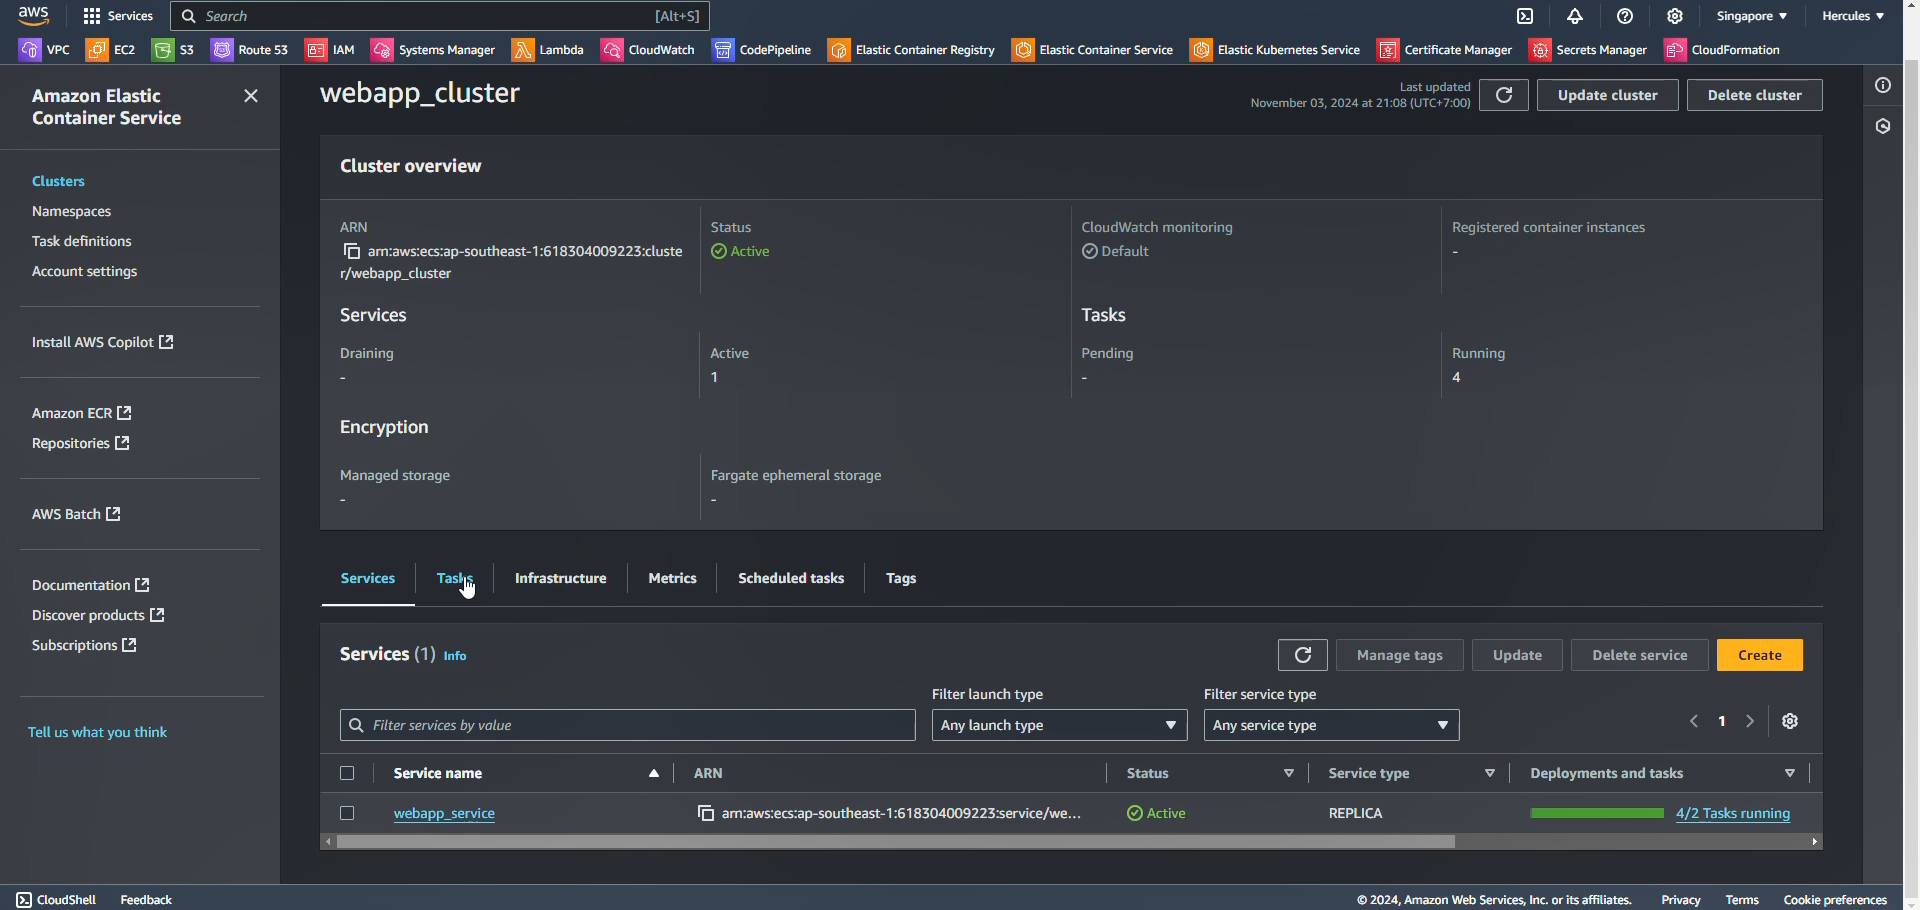 aws
Services
Search
[Alt+S]
Singapore
Hercules
VPC
EC2
S3
Route 53
IAM
Systems Manager
Lambda
CloudWatch
CodePipeline
Elastic Container Registry
Elastic Container Service
Elastic Kubernetes Service
Certificate Manager
Secrets Manager
CloudFormation
Amazon Elastic
Container Service
Clusters
Namespaces
Task definitions
Account settings
Install AWS Copilot
Amazon ECR
Repositories
AWS Batch
Documentation
Discover products
Subscriptions
Tell us what you think
webapp_cluster
Last updated
November 03, 2024 at 21:08 (UTC+7:00)
Update cluster
Delete cluster
Cluster overview
ARN
arn:aws:ecs:ap-southeast-1:618304009223:cluste
r/webapp_cluster
Status
Active
CloudWatch monitoring
Default
Registered container instances
-
Services
Draining
-
Active
1
Tasks
Pending
-
Running
4
Encryption
Managed storage
-
Fargate ephemeral storage
-
Services
Tasks
Infrastructure
Metrics
Scheduled tasks
Tags
Services (1) Info
Manage tags
Update
Delete service
Create
Filter services by value
Filter launch type
Any launch type
Filter service type
Any service type
1
Service name
ARN
Status
Service type
Deployments and tasks
webapp_service
arn:aws:ecs:ap-southeast-1:618304009223:service/we...
Active
REPLICA
4/2 Tasks running
CloudShell
Feedback
© 2024, Amazon Web Services, Inc. or its affiliates.
Privacy
Terms
Cookie preferences